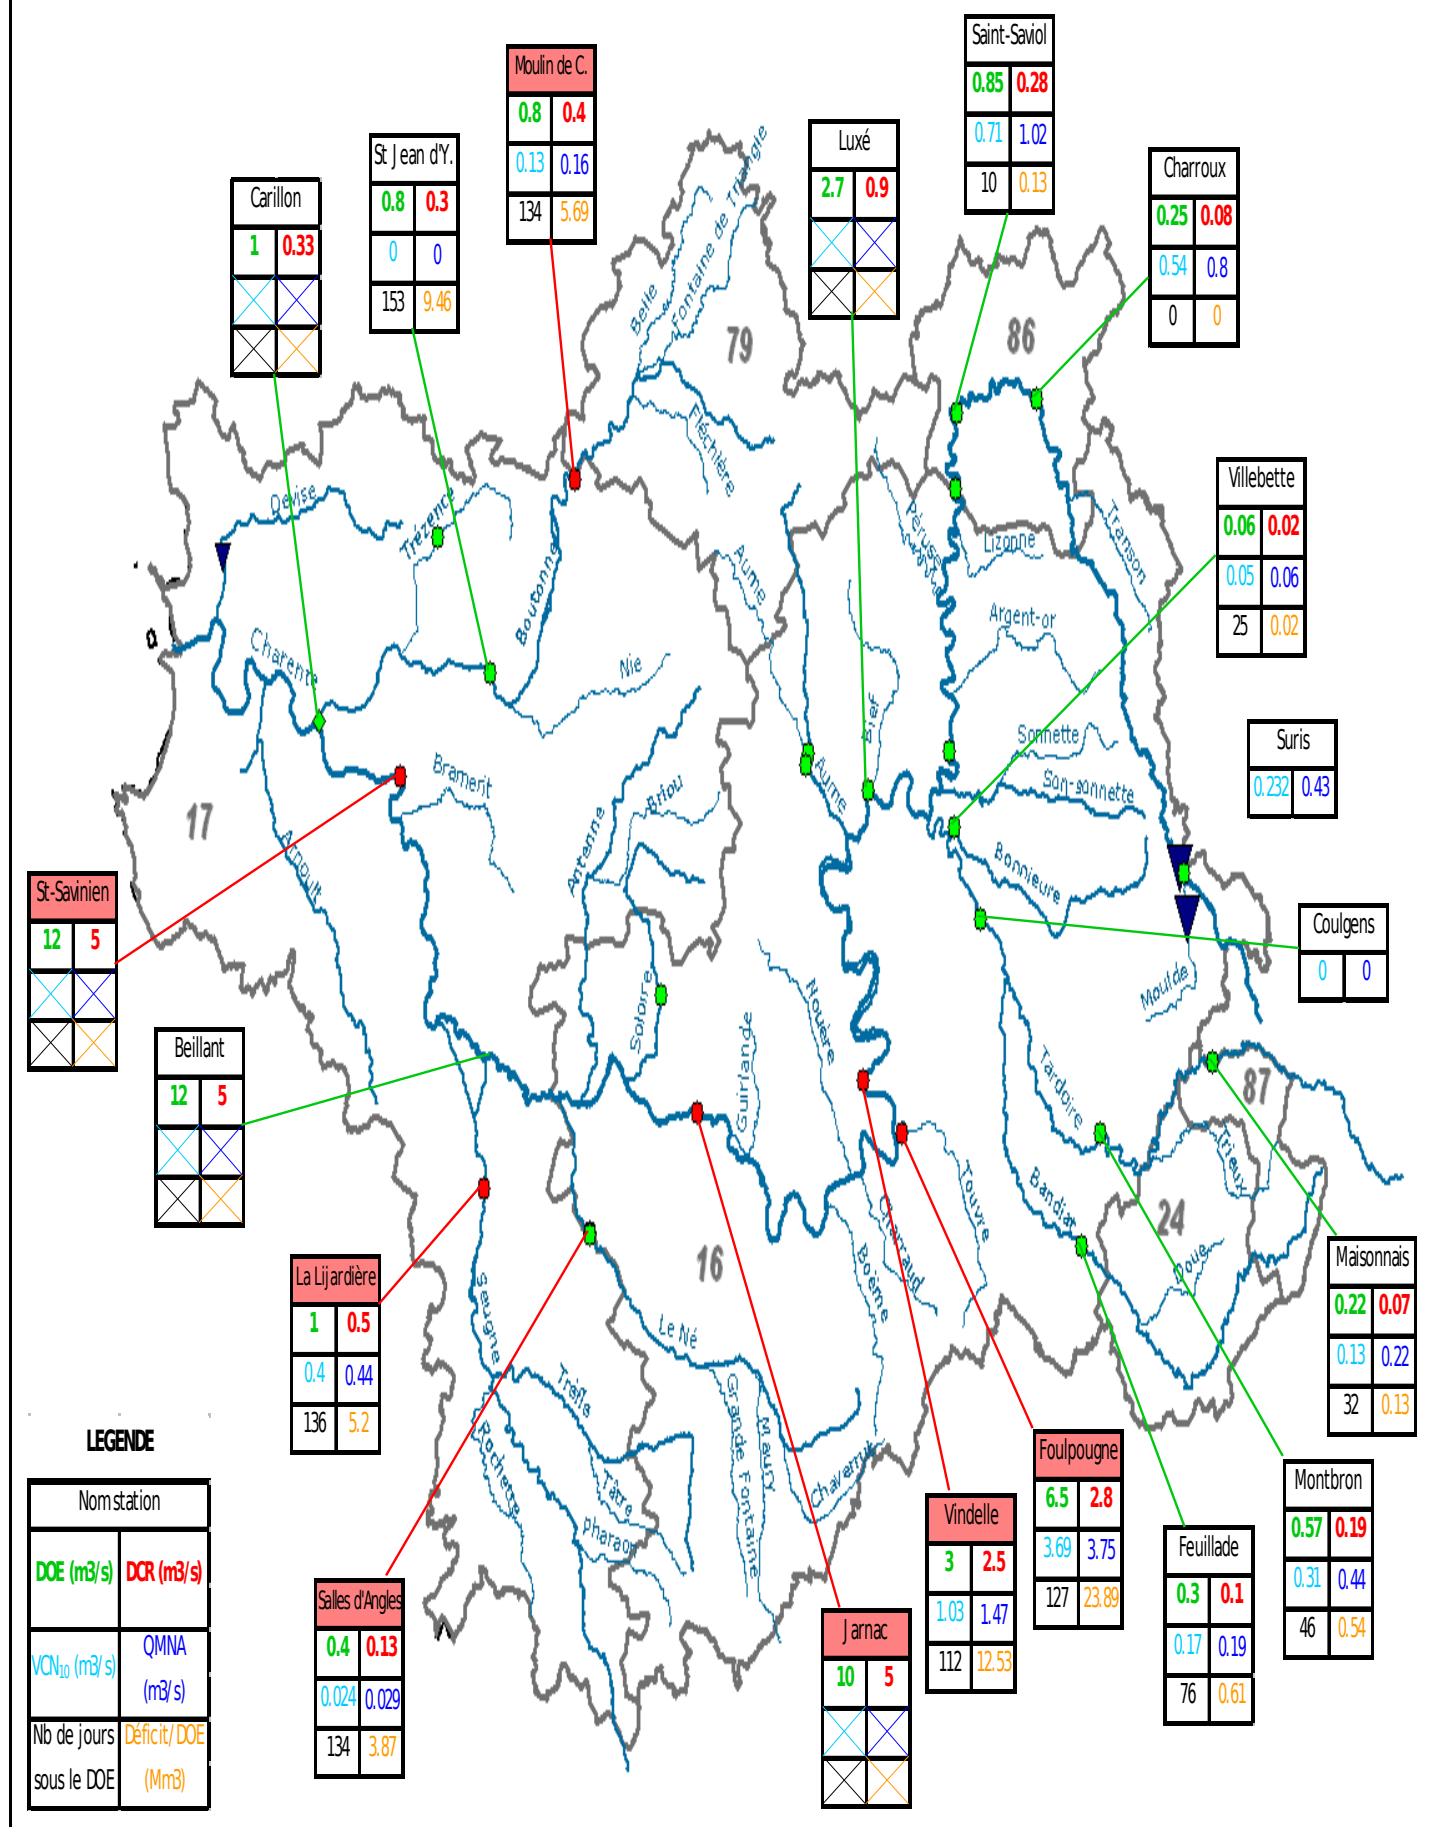 Saint-Saviol
0.85 0.28
0.71 1.02
10 0.13
Moulin de C.
0.8 0.4
0.13 0.16
134 5.69
Luxé
2.7 0.9
St Jean d'Y.
0.8 0.3
0 0
153 9.46
Charroux
0.25 0.08
0.54 0.8
0 0
Carillon
1 0.33
Belle
Fontaine de Triangle
79
86
Fléchière
Devise
Trézence
Boutonne
Péruse
Lizonne
Transon
Villebette
0.06 0.02
0.05 0.06
25 0.02
Aume
Argent-or
Charente
Nie
Bief
Sonnette
Son-sonnette
Suris
0.232 0.43
Bramerit
Briou
Antenne
Aume
17
Arnoult
Bonnieure
St-Savinien
12 5
Coulgens
0 0
Moulde
Nouère
Soloire
Guirlande
Tardoire
87
Beillant
12 5
Trieux
Touvre
Bandiat
24
Charraud
Boëme
Doue
16
Maisonnais
0.22 0.07
0.13 0.22
32 0.13
La Lijardière
1 0.5
0.4 0.44
136 5.2
Seugne
Le Né
Trèfle
Grande Fontaine
Maury
Rochette
Tâtre
pharaon
LEGENDE
Nom station
DOE (m3/s) DCR (m3/s)
VCN₁₀ (m3/s) QMNA
(m3/s)
Nb de jours Déficit/DOE
sous le DOE (Mm3)
Foulpougne
6.5 2.8
3.69 3.75
127 23.89
Montbron
0.57 0.19
0.31 0.44
46 0.54
Vindelle
3 2.5
1.03 1.47
112 12.53
Feuillade
0.3 0.1
0.17 0.19
76 0.61
Salles d'Angles
0.4 0.13
0.024 0.029
134 3.87
Jarnac
10 5